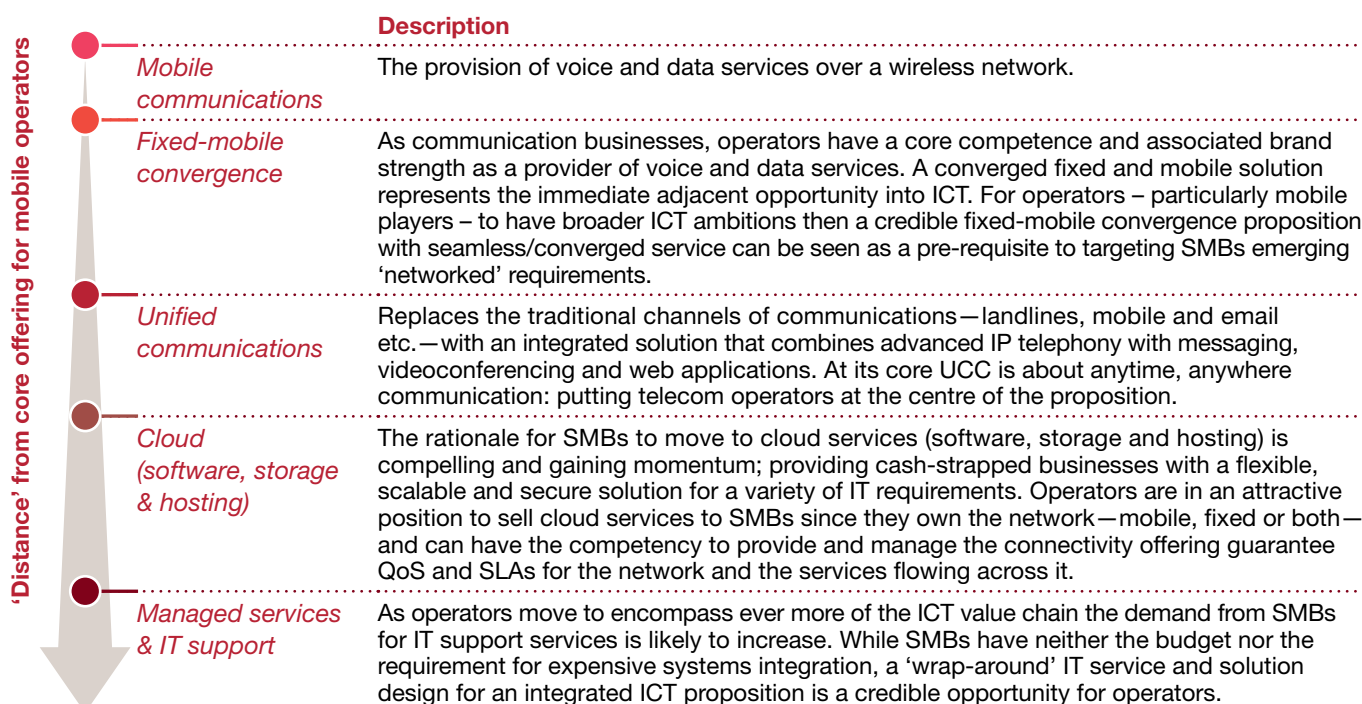 'Distance' from core offering for mobile operators
Description
Mobile
communications
The provision of voice and data services over a wireless network.
Fixed-mobile
convergence
As communication businesses, operators have a core competence and associated brand
strength as a provider of voice and data services. A converged fixed and mobile solution
represents the immediate adjacent opportunity into ICT. For operators – particularly mobile
players – to have broader ICT ambitions then a credible fixed-mobile convergence proposition
with seamless/converged service can be seen as a pre-requisite to targeting SMBs emerging
'networked' requirements.
Unified
communications
Replaces the traditional channels of communications—landlines, mobile and email
etc.—with an integrated solution that combines advanced IP telephony with messaging,
videoconferencing and web applications. At its core UCC is about anytime, anywhere
communication: putting telecom operators at the centre of the proposition.
Cloud
(software, storage
& hosting)
The rationale for SMBs to move to cloud services (software, storage and hosting) is
compelling and gaining momentum; providing cash-strapped businesses with a flexible,
scalable and secure solution for a variety of IT requirements. Operators are in an attractive
position to sell cloud services to SMBs since they own the network—mobile, fixed or both—
and can have the competency to provide and manage the connectivity offering guarantee
QoS and SLAs for the network and the services flowing across it.
Managed services
& IT support
As operators move to encompass ever more of the ICT value chain the demand from SMBs
for IT support services is likely to increase. While SMBs have neither the budget nor the
requirement for expensive systems integration, a 'wrap-around' IT service and solution
design for an integrated ICT proposition is a credible opportunity for operators.